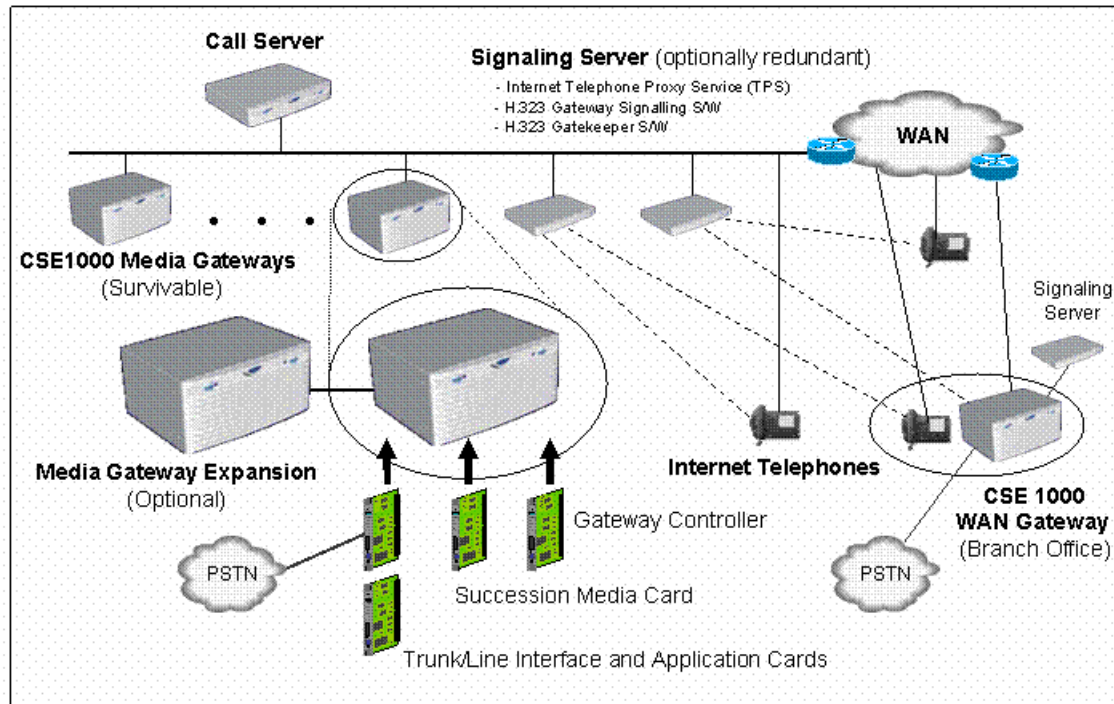 Call Server
Signaling Server (optionally redundant)
- Internet Telephone Proxy Service (TPS)
- H.323 Gateway Signalling S/W
- H.323 Gatekeeper S/W
WAN
CSE1000 Media Gateways
(Survivable)
Signaling
Server
Media Gateway Expansion
(Optional)
Internet Telephones
CSE 1000
WAN Gateway
(Branch Office)
Gateway Controller
PSTN
PSTN
Succession Media Card
Trunk/Line Interface and Application Cards